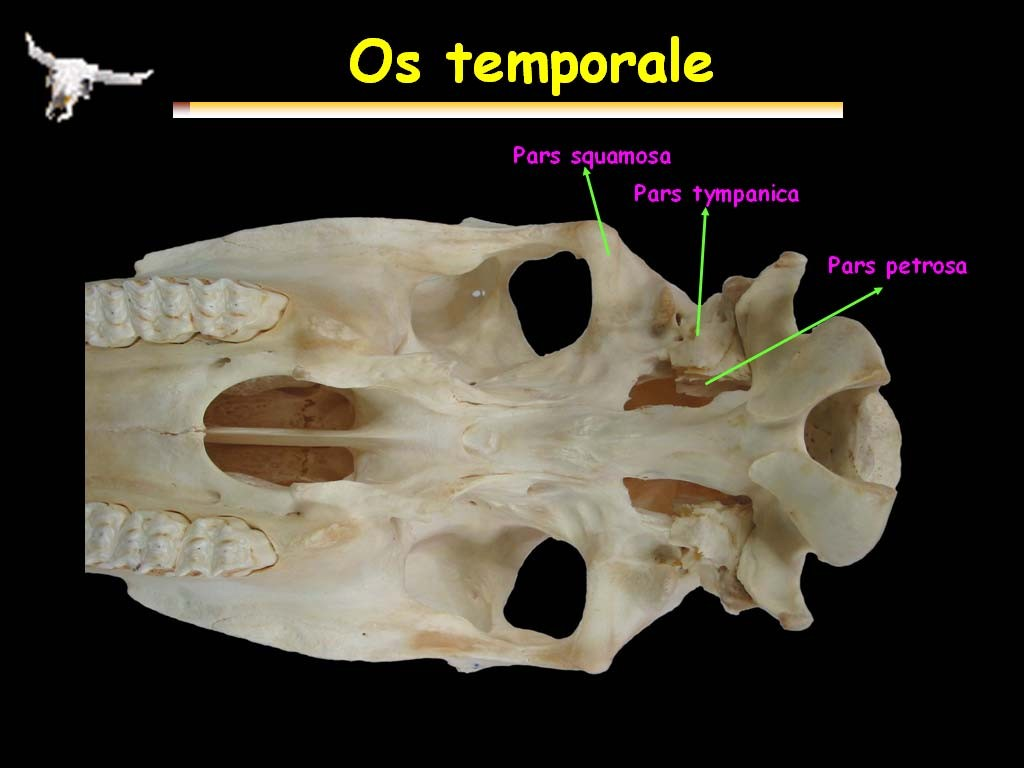 Os temporale
Pars squamosa
Pars tympanica
Pars petrosa